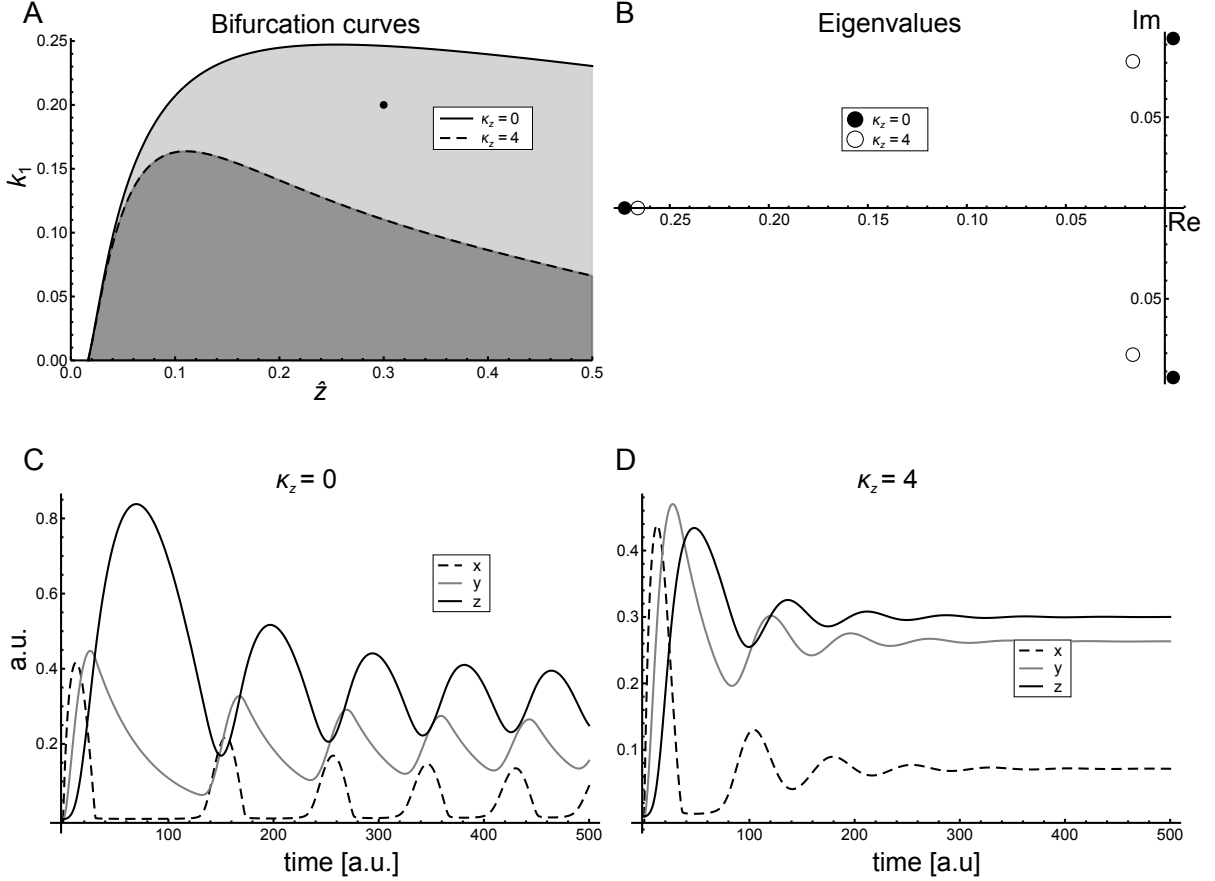 A
Bifurcation curves
0.25
0.20
0.15
0.10
0.05
0.00
k1
κz = 0
κz = 4
0.0
0.1
0.2
0.3
0.4
0.5
ẑ
B
Eigenvalues
Im
κz = 0
κz = 4
0.05
0.25
0.20
0.15
0.10
0.05
Re
0.05
C
κz = 0
0.8
0.6
0.4
0.2
a.u.
x
y
z
100
200
300
400
500
time [a.u.]
D
κz = 4
0.4
0.3
0.2
0.1
x
y
z
100
200
300
400
500
time [a.u]